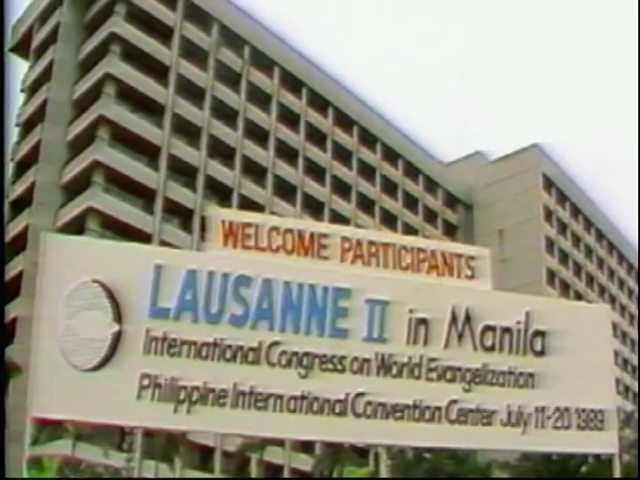 WELCOME PARTICIPANTS
LAUSANNE II in Manila
International Congress on World Evangelization
Philippine International Convention Center July 11-20 1989